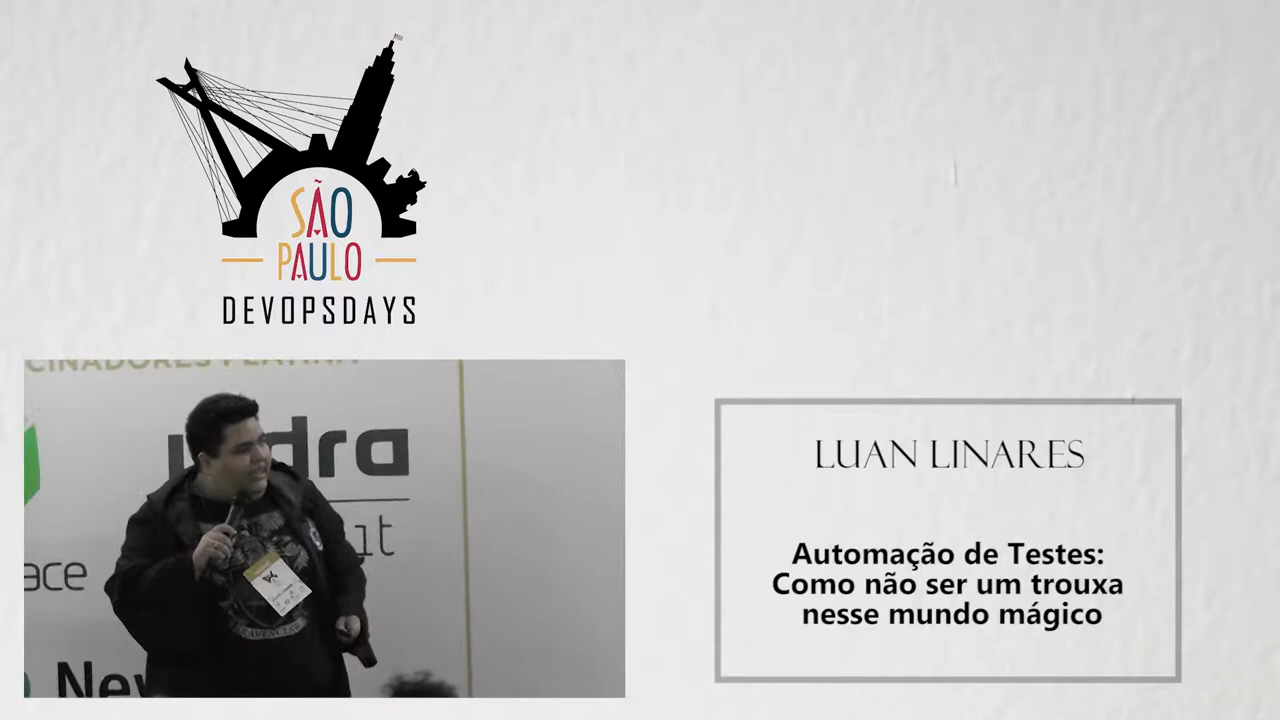 SÃO
PAULO
DEVOPSDAYS
LUAN LINARES
Automação de Testes:
Como não ser um trouxa
nesse mundo mágico